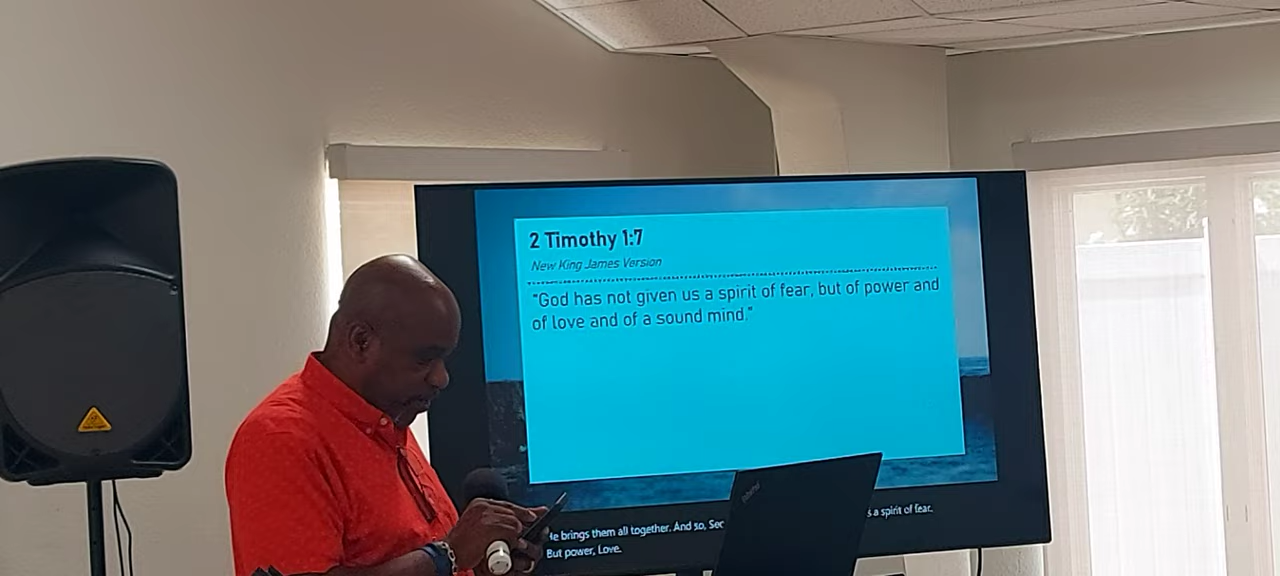 2 Timothy 1:7
New King James Version
"God has not given us a spirit of fear, but of power and
of love and of a sound mind."
He brings them all together. And so, Sec s a spirit of fear.
But power, Love.
ThinkPad